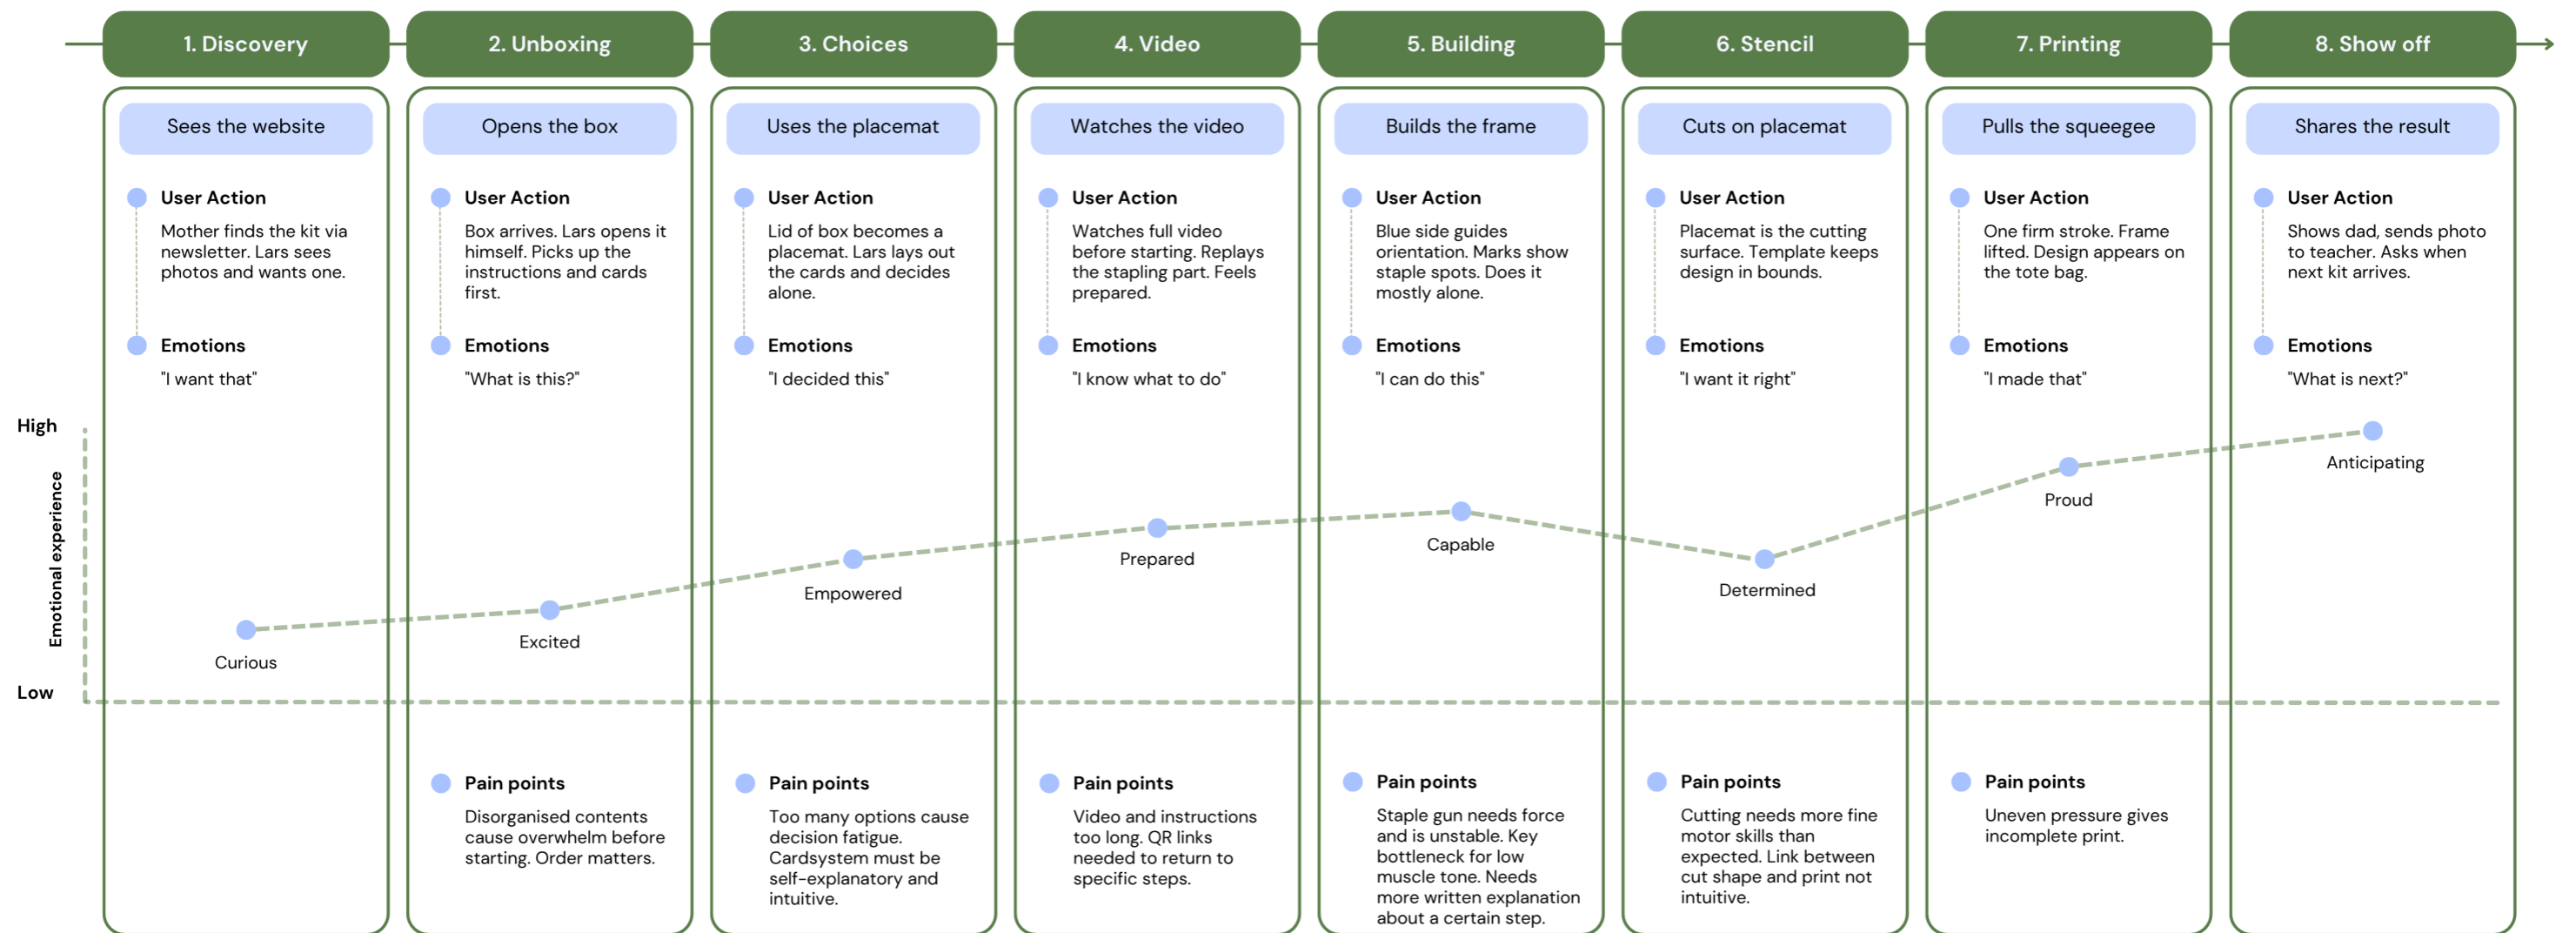 1. Discovery
2. Unboxing
3. Choices
4. Video
5. Building
6. Stencil
7. Printing
8. Show off
Sees the website
Opens the box
Uses the placemat
Watches the video
Builds the frame
Cuts on placemat
Pulls the squeegee
Shares the result
User Action
Mother finds the kit via
newsletter. Lars sees
photos and wants one.
Emotions
"I want that"
User Action
Box arrives. Lars opens it
himself. Picks up the
instructions and cards
first.
Emotions
"What is this?"
User Action
Lid of box becomes a
placemat. Lars lays out
the cards and decides
alone.
Emotions
"I decided this"
User Action
Watches full video
before starting. Replays
the stapling part. Feels
prepared.
Emotions
"I know what to do"
User Action
Blue side guides
orientation. Marks show
staple spots. Does it
mostly alone.
Emotions
"I can do this"
User Action
Placemat is the cutting
surface. Template keeps
design in bounds.
Emotions
"I want it right"
User Action
One firm stroke. Frame
lifted. Design appears on
the tote bag.
Emotions
"I made that"
User Action
Shows dad, sends photo
to teacher. Asks when
next kit arrives.
Emotions
"What is next?"
High
Emotional experience
Low
Curious
Excited
Empowered
Prepared
Capable
Determined
Proud
Anticipating
Pain points
Disorganised contents
cause overwhelm before
starting. Order matters.
Pain points
Too many options cause
decision fatigue.
Cardsystem must be
self-explanatory and
intuitive.
Pain points
Video and instructions
too long. QR links
needed to return to
specific steps.
Pain points
Staple gun needs force
and is unstable. Key
bottleneck for low
muscle tone. Needs
more written explanation
about a certain step.
Pain points
Cutting needs more fine
motor skills than
expected. Link between
cut shape and print not
intuitive.
Pain points
Uneven pressure gives
incomplete print.